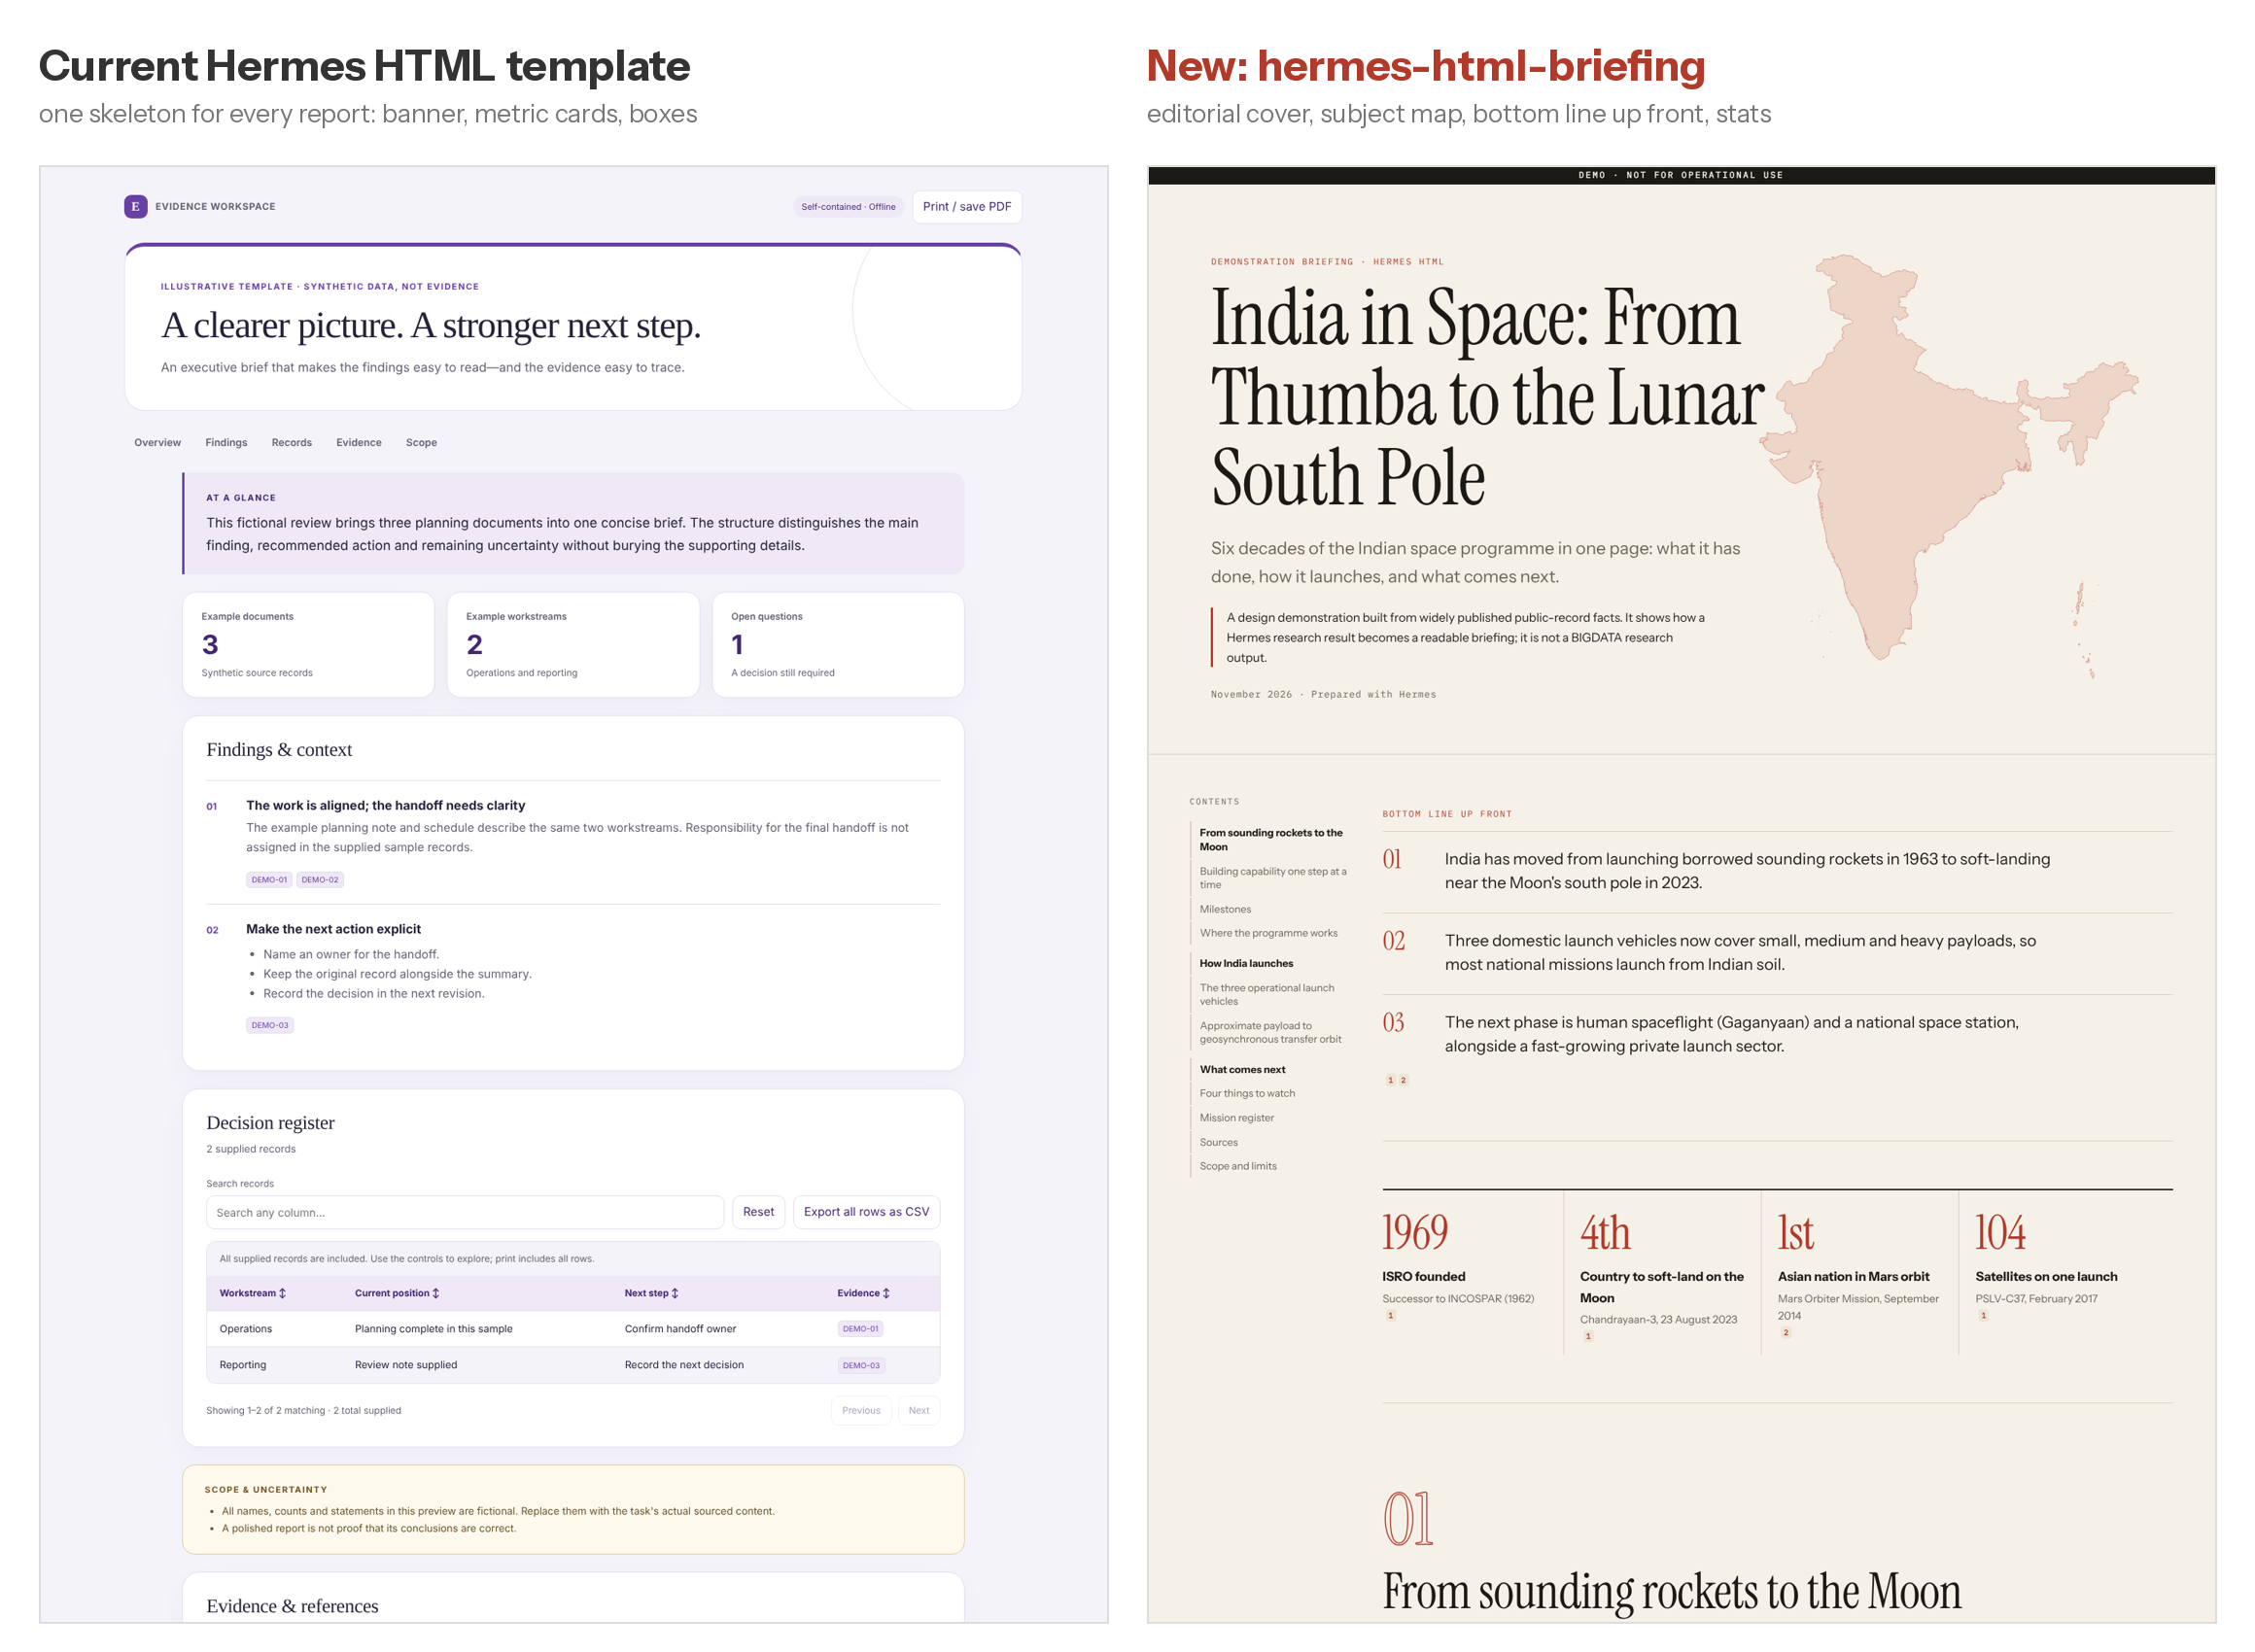 Current Hermes HTML template
one skeleton for every report: banner, metric cards, boxes
E
EVIDENCE WORKSPACE
Self-contained · Offline
Print / save PDF
ILLUSTRATIVE TEMPLATE · SYNTHETIC DATA, NOT EVIDENCE
A clearer picture. A stronger next step.
An executive brief that makes the findings easy to read—and the evidence easy to trace.
Overview
Findings
Records
Evidence
Scope
AT A GLANCE
This fictional review brings three planning documents into one concise brief. The structure distinguishes the main
finding, recommended action and remaining uncertainty without burying the supporting details.
Example documents
3
Synthetic source records
Example workstreams
2
Operations and reporting
Open questions
1
A decision still required
Findings & context
01
The work is aligned; the handoff needs clarity
The example planning note and schedule describe the same two workstreams. Responsibility for the final handoff is not
assigned in the supplied sample records.
DEMO-01 DEMO-02
02
Make the next action explicit
• Name an owner for the handoff.
• Keep the original record alongside the summary.
• Record the decision in the next revision.
DEMO-03
Decision register
2 supplied records
Search records
Search any column...
Reset
Export all rows as CSV
All supplied records are included. Use the controls to explore; print includes all rows.
Workstream ↕ Current position ↕ Next step ↕ Evidence ↕
Operations Planning complete in this sample Confirm handoff owner DEMO-01
Reporting Review note supplied Record the next decision DEMO-03
Showing 1–2 of 2 matching · 2 total supplied
Previous
Next
SCOPE & UNCERTAINTY
• All names, counts and statements in this preview are fictional. Replace them with the task's actual sourced content.
• A polished report is not proof that its conclusions are correct.
Evidence & references
New: hermes-html-briefing
editorial cover, subject map, bottom line up front, stats
DEMO · NOT FOR OPERATIONAL USE
DEMONSTRATION BRIEFING · HERMES HTML
India in Space: From
Thumba to the Lunar
South Pole
Six decades of the Indian space programme in one page: what it has
done, how it launches, and what comes next.
A design demonstration built from widely published public-record facts. It shows how a
Hermes research result becomes a readable briefing; it is not a BIGDATA research
output.
November 2026 · Prepared with Hermes
CONTENTS
From sounding rockets to the
Moon
Building capability one step at a
time
Milestones
Where the programme works
How India launches
The three operational launch
vehicles
Approximate payload to
geosynchronous transfer orbit
What comes next
Four things to watch
Mission register
Sources
Scope and limits
BOTTOM LINE UP FRONT
01
India has moved from launching borrowed sounding rockets in 1963 to soft-landing
near the Moon's south pole in 2023.
02
Three domestic launch vehicles now cover small, medium and heavy payloads, so
most national missions launch from Indian soil.
03
The next phase is human spaceflight (Gaganyaan) and a national space station,
alongside a fast-growing private launch sector.
1 2
1969
ISRO founded
Successor to INCOSPAR (1962)
1
4th
Country to soft-land on the
Moon
Chandrayaan-3, 23 August 2023
1
1st
Asian nation in Mars orbit
Mars Orbiter Mission, September
2014
2
104
Satellites on one launch
PSLV-C37, February 2017
1
01
From sounding rockets to the Moon